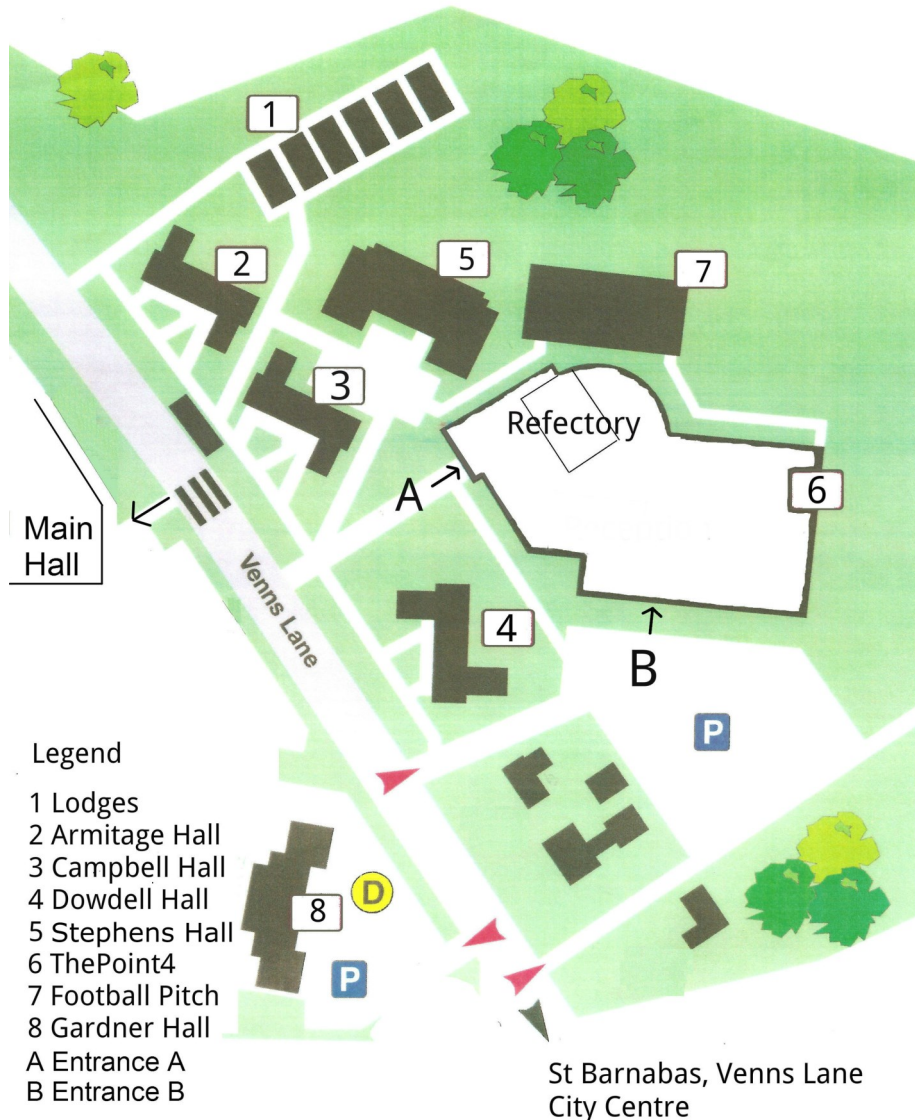 1
2
5
7
3
Refectory
A
6
Main
Hall
Venns Lane
4
B
P
Legend
1 Lodges
2 Armitage Hall
3 Campbell Hall
4 Dowdell Hall
5 Stephens Hall
6 ThePoint4
7 Football Pitch
8 Gardner Hall
A Entrance A
B Entrance B
8
D
P
St Barnabas, Venns Lane
City Centre